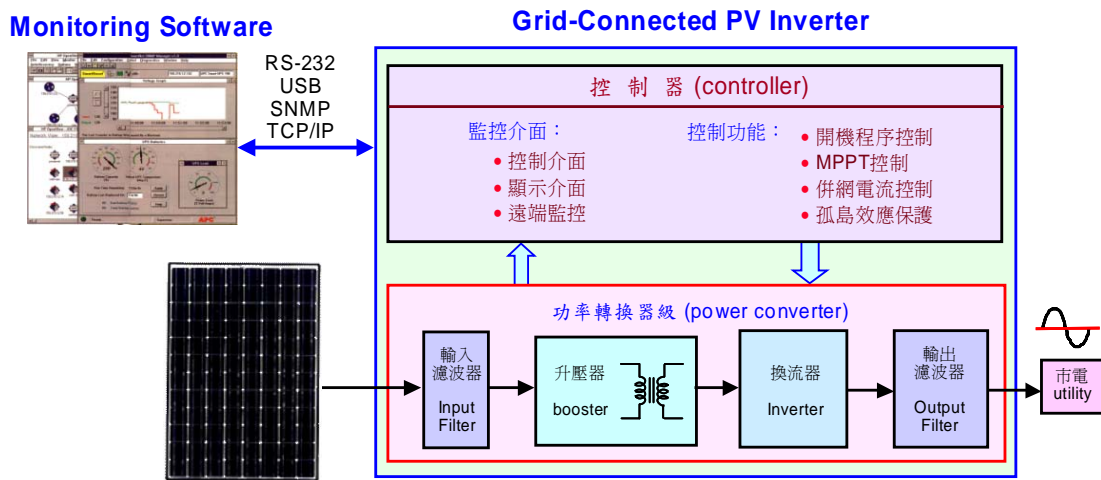 Monitoring Software
Grid-Connected PV Inverter
RS-232
USB
SNMP
TCP/IP
控 制 器 (controller)
監控介面：
• 控制介面
• 顯示介面
• 遠端監控
控制功能：
• 開機程序控制
• MPPT控制
• 併網電流控制
• 孤島效應保護
功率轉換器級 (power converter)
輸入
濾波器
Input
Filter
升壓器
booster
換流器
Inverter
輸出
濾波器
Output
Filter
市電
utility
APC